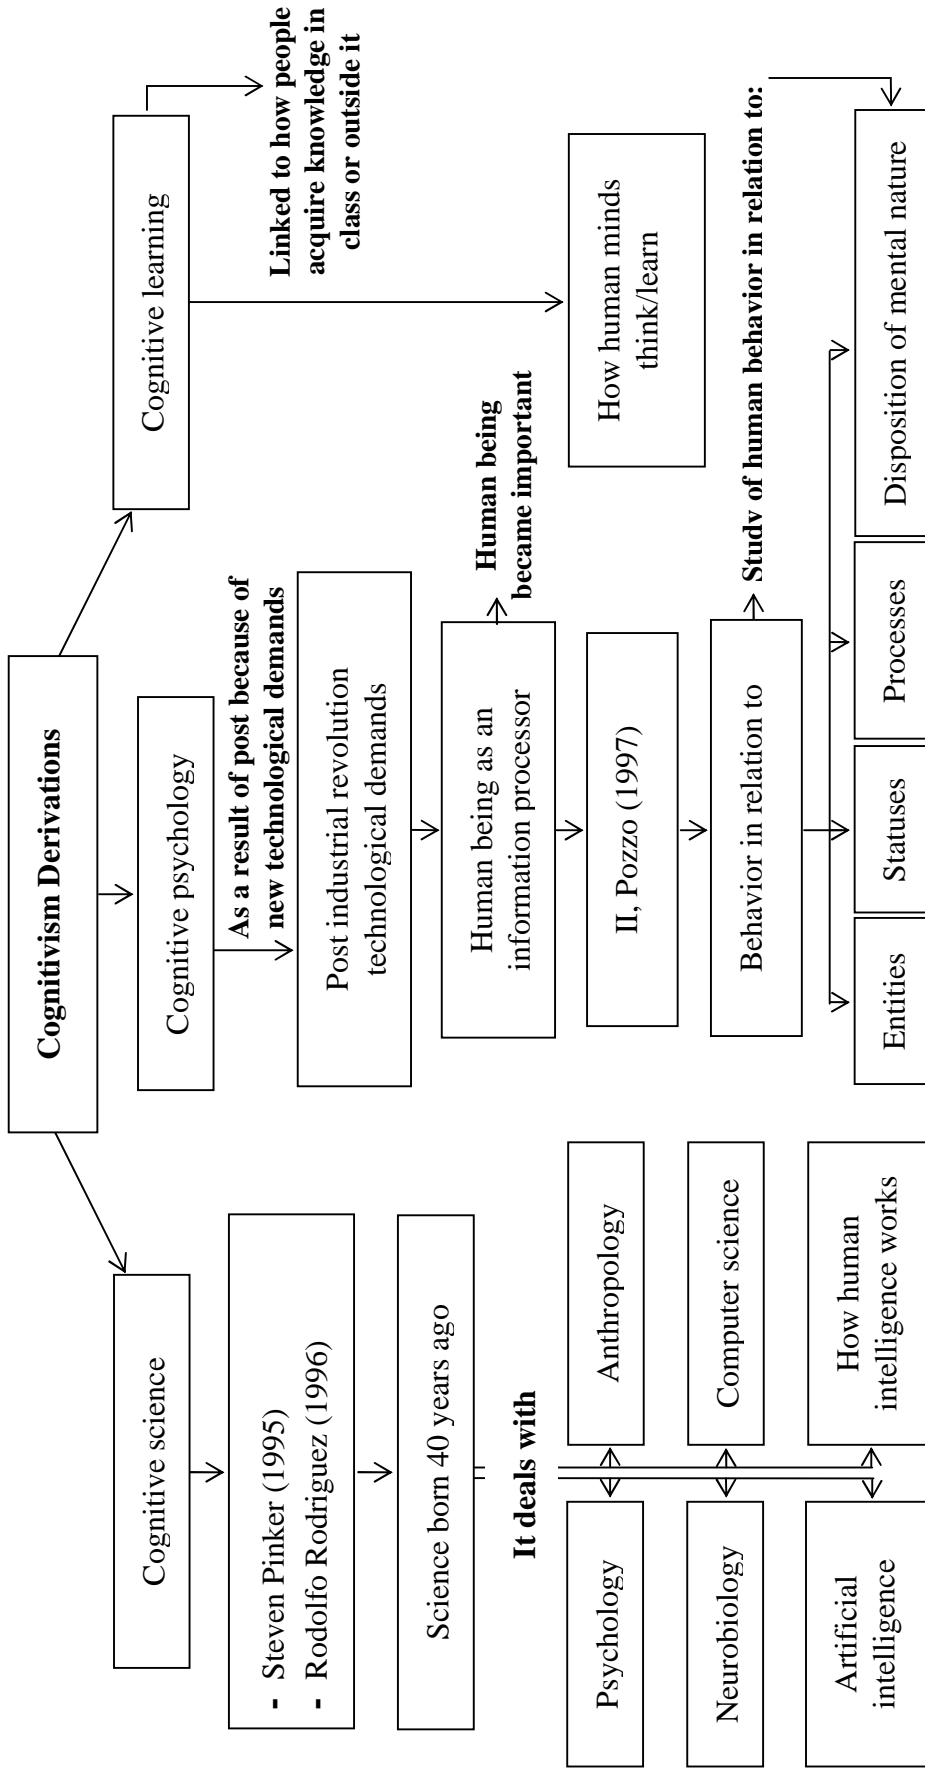 Cognitivism Derivations
Cognitive science
- Steven Pinker (1995)
- Rodolfo Rodriguez (1996)
Science born 40 years ago
It deals with
Psychology
Anthropology
Neurobiology
Computer science
Artificial
intelligence
How human
intelligence works
Cognitive psychology
As a result of post because of
new technological demands
Post industrial revolution
technological demands
Human being as an
information processor
Human being
became important
II, Pozzo (1997)
Behavior in relation to
Study of human behavior in relation to:
Entities
Statuses
Processes
Disposition of mental nature
Cognitive learning
Linked to how people
acquire knowledge in
class or outside it
How human minds
think/learn